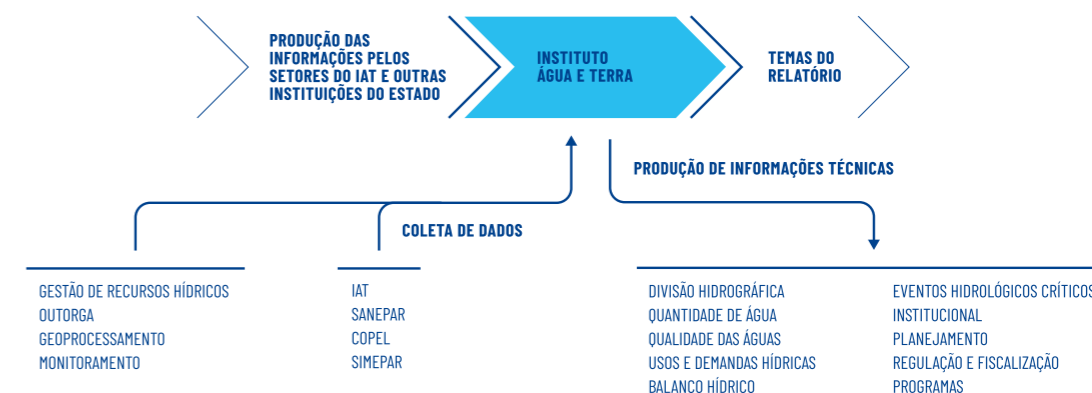 PRODUÇÃO DAS
INFORMAÇÕES PELOS
SETORES DO IAT E OUTRAS
INSTITUIÇÕES DO ESTADO
INSTITUTO
ÁGUA E TERRA
TEMAS DO
RELATÓRIO
PRODUÇÃO DE INFORMAÇÕES TÉCNICAS
COLETA DE DADOS
GESTÃO DE RECURSOS HÍDRICOS
OUTORGA
GEOPROCESSAMENTO
MONITORAMENTO
IAT
SANEPAR
COPEL
SIMEPAR
DIVISÃO HIDROGRÁFICA
QUANTIDADE DE ÁGUA
QUALIDADE DAS ÁGUAS
USOS E DEMANDAS HÍDRICAS
BALANÇO HÍDRICO
EVENTOS HIDROLÓGICOS CRÍTICOS
INSTITUCIONAL
PLANEJAMENTO
REGULAÇÃO E FISCALIZAÇÃO
PROGRAMAS